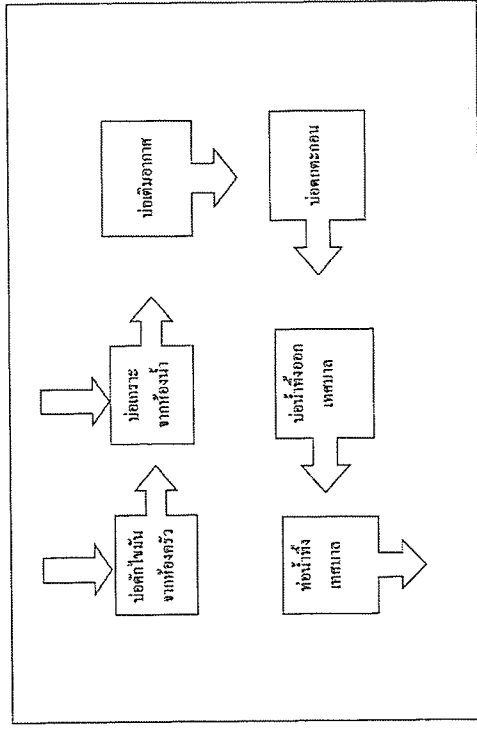 บ่อดักไขมัน
จากห้องครัว
บ่อเกรอะ
จากห้องน้ำ
บ่อเติมอากาศ
บ่อตกตะกอน
บ่อน้ำทิ้งออก
เทศบาล
ท่อน้ำทิ้ง
เทศบาล